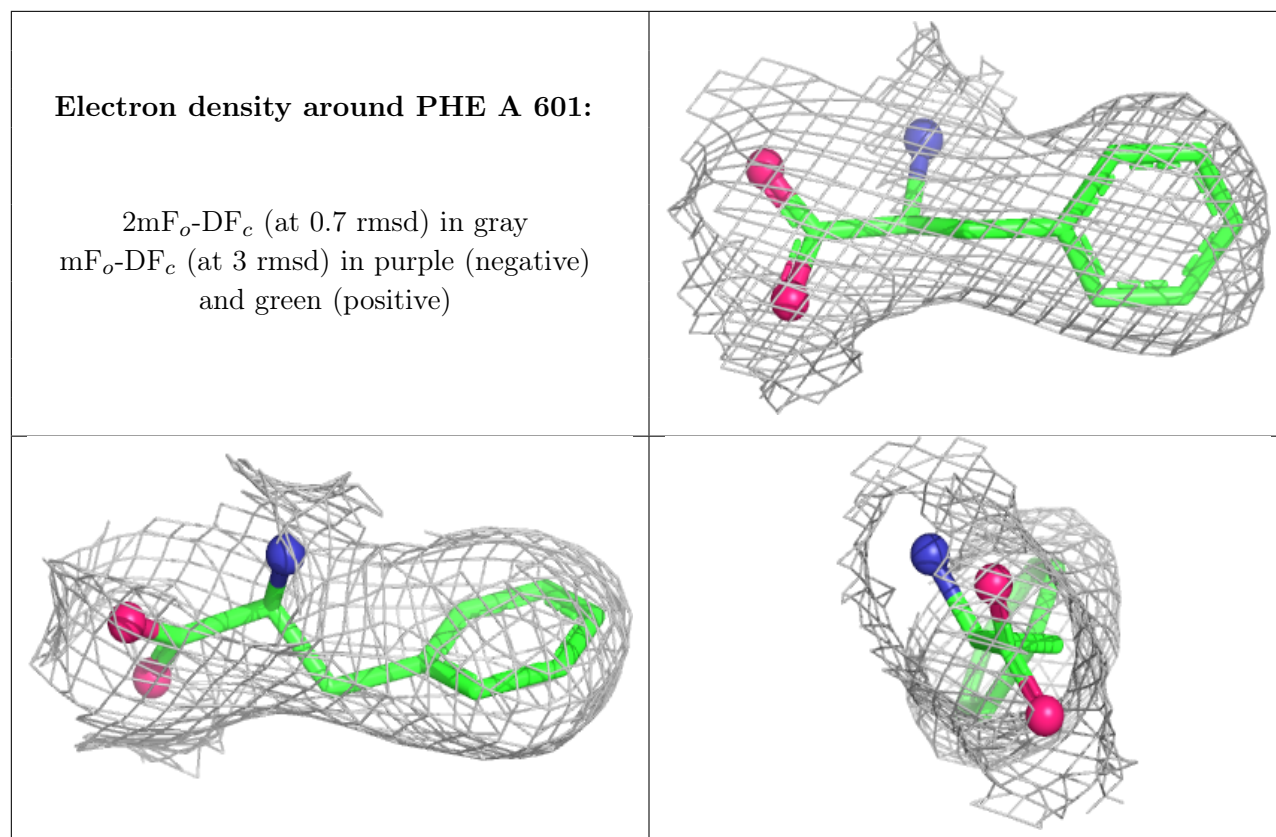 Electron density around PHE A 601:
2mFo-DFc (at 0.7 rmsd) in gray
mFo-DFc (at 3 rmsd) in purple (negative)
and green (positive)